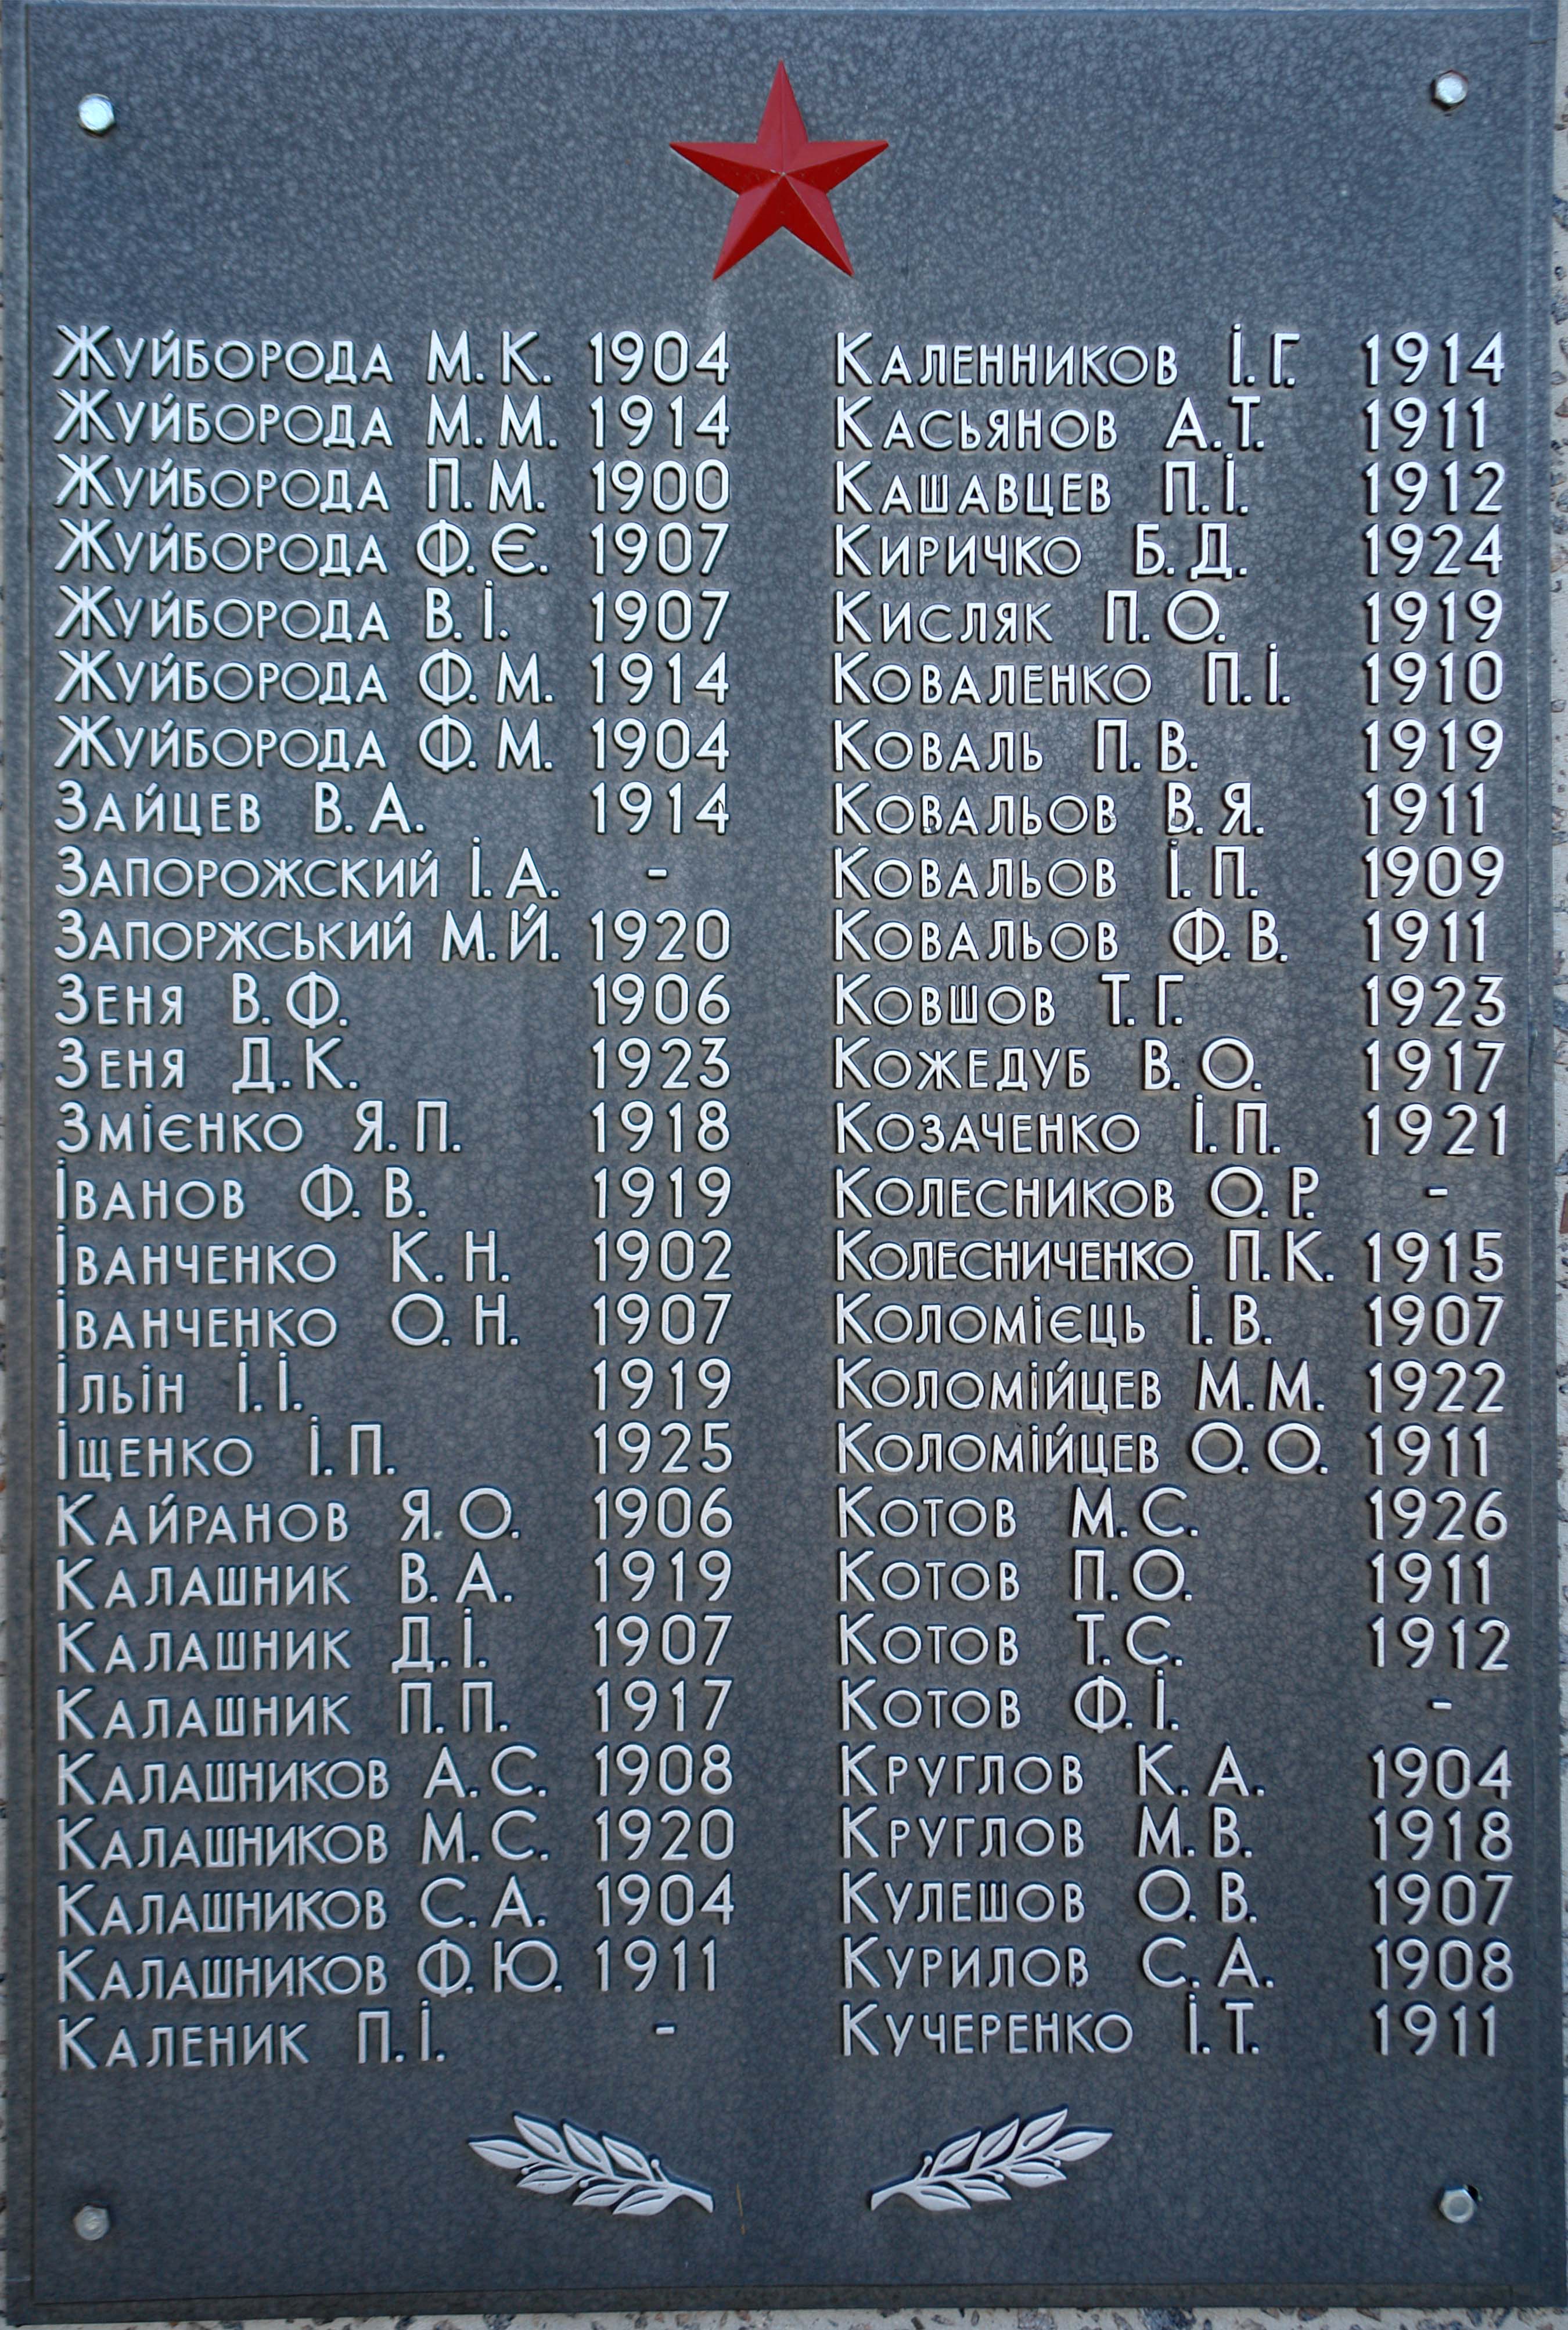 Жуйборода М.К. 1904
Жуйборода М.М. 1914
Жуйборода П.М. 1900
Жуйборода Ф.Є. 1907
Жуйборода В.І. 1907
Жуйборода Ф.М. 1914
Жуйборода Ф.М. 1904
Зайцев В.А. 1914
Запорожский І.А. -
Запоржський М.Й. 1920
Зеня В.Ф. 1906
Зеня Д.К. 1923
Змієнко Я.П. 1918
Іванов Ф.В. 1919
Іванченко К.Н. 1902
Іванченко О.Н. 1907
Ільін І.І. 1919
Іщенко І.П. 1925
Кайранов Я.О. 1906
Калашник В.А. 1919
Калашник Д.І. 1907
Калашник П.П. 1917
Калашников А.С. 1908
Калашников М.С. 1920
Калашников С.А. 1904
Калашников Ф.Ю. 1911
Каленик П.І. -
Каленников І.Г. 1914
Касьянов А.Т. 1911
Кашавцев П.І. 1912
Киричко Б.Д. 1924
Кисляк П.О. 1919
Коваленко П.І. 1910
Коваль П.В. 1919
Ковальов В.Я. 1911
Ковальов І.П. 1909
Ковальов Ф.В. 1911
Ковшов Т.Г. 1923
Кожедуб В.О. 1917
Козаченко І.П. 1921
Колесников О.Р. -
Колесниченко П.К. 1915
Коломієць І.В. 1907
Коломійцев М.М. 1922
Коломійцев О.О. 1911
Котов М.С. 1926
Котов П.О. 1911
Котов Т.С. 1912
Котов Ф.І. -
Круглов К.А. 1904
Круглов М.В. 1918
Кулешов О.В. 1907
Курилов С.А. 1908
Кучеренко І.Т. 1911